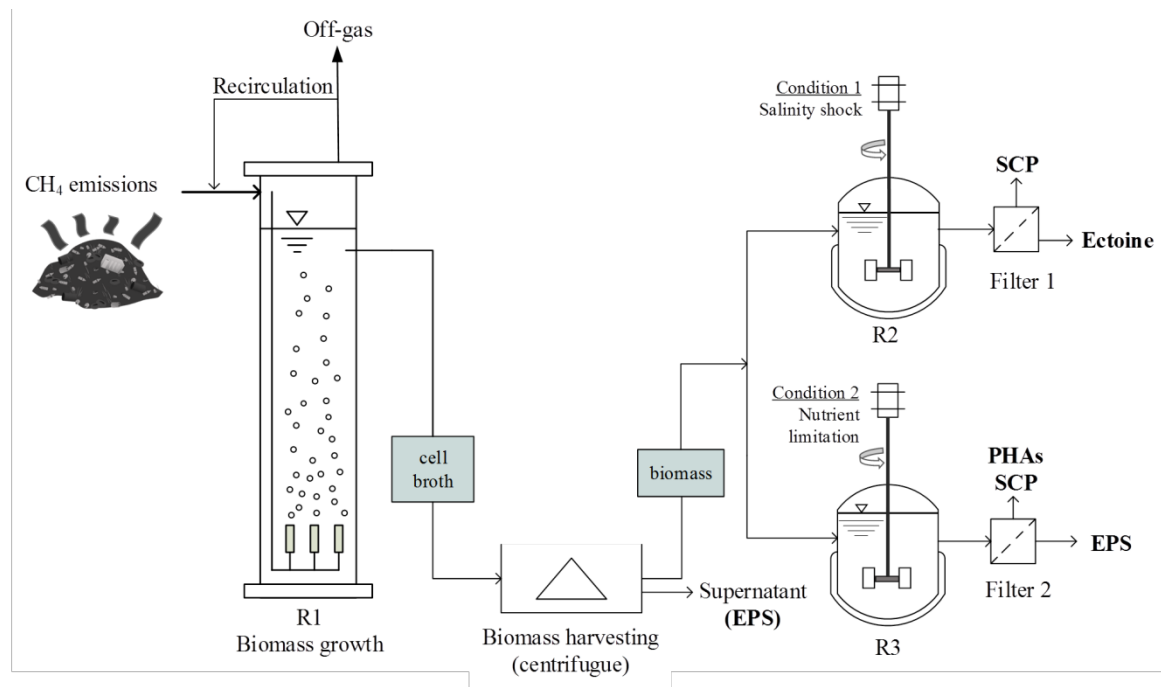 Off-gas
Recirculation
CH₄ emissions
R1
Biomass growth
cell
broth
Biomass harvesting
(centrifugue)
Supernatant
(EPS)
biomass
Condition 1
Salinity shock
R2
SCP
Ectoine
Filter 1
Condition 2
Nutrient
limitation
R3
PHAs
SCP
EPS
Filter 2